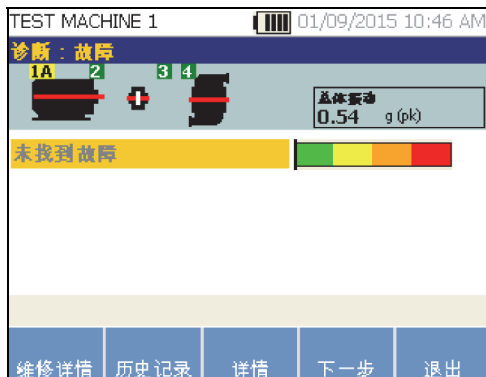 TEST MACHINE 1 01/09/2015 10:46 AM
诊断：故障
1A 2 3 4
总体振动
0.54 g (pk)
未找到故障
维修详情 历史记录 详情 下一步 退出